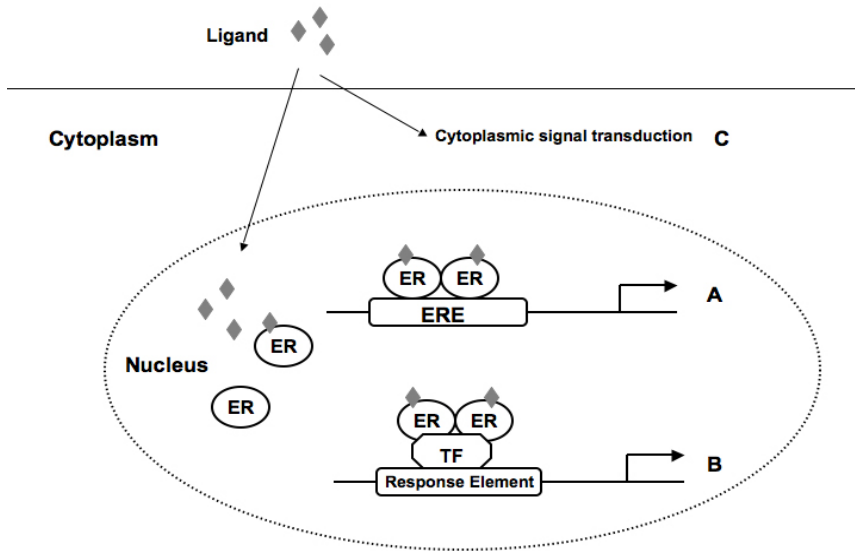 Ligand
Cytoplasm
Cytoplasmic signal transduction C
ER ER
ERE
A
ER
Nucleus
ER
ER ER
TF
Response Element
B